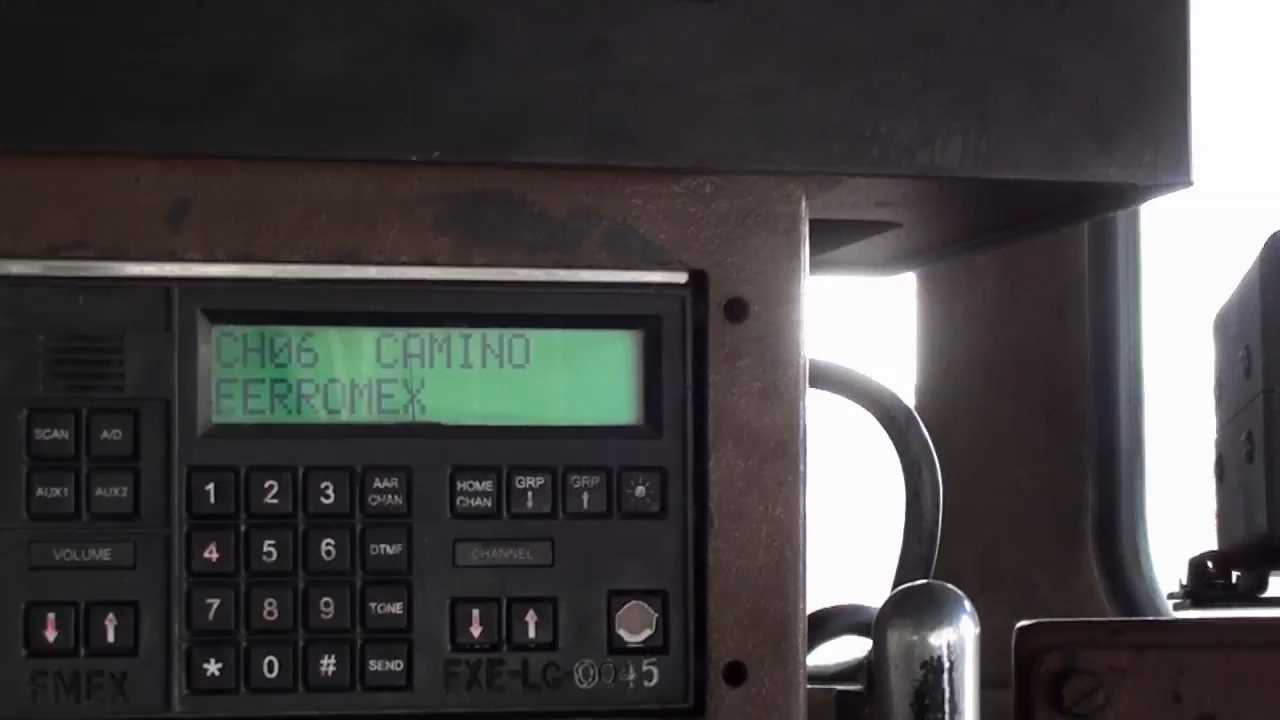 CH06 CAMINO
FERROMEX
SCAN A/D
AUX1 AUX2
VOLUME
1 2 3 AAR CHAN
4 5 6 DTMF
7 8 9 TONE
* 0 # SEND
HOME CHAN GRP ↓ GRP ↑
CHANNEL
↓ ↑ ↓ ↑
FMEX
FXE-LC-0045